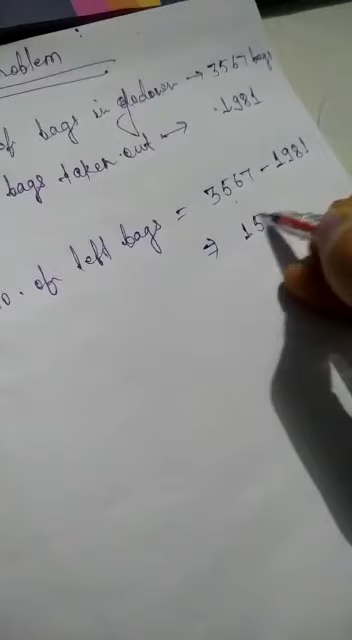 roblem :
of bags in godown → 3567 bags
bags taken out → 1981
o. of left bags = 3567 - 1981
⇒ 15